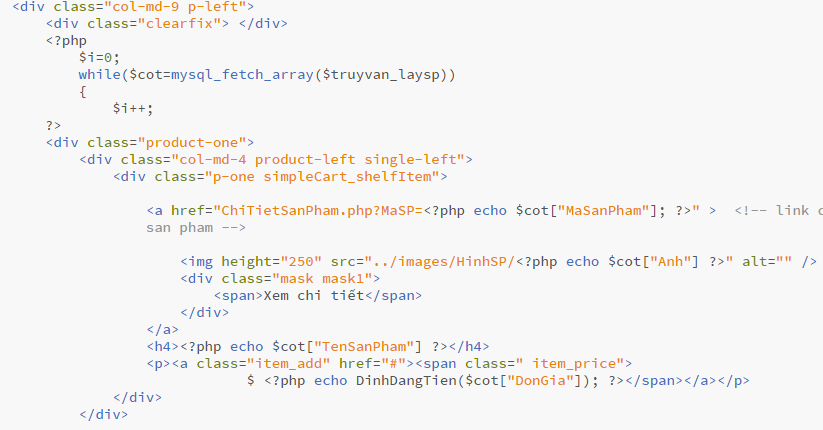 <div class="col-md-9 p-left">
<div class="clearfix"> </div>
<?php
$i=0;
while($cot=mysql_fetch_array($truyvan_laysp))
{
$i++;
?>
<div class="product-one">
<div class="col-md-4 product-left single-left">
<div class="p-one simpleCart_shelfItem">
<a href="ChiTietSanPham.php?MaSP=<?php echo $cot["MaSanPham"]; ?>" > <!-- link
san pham -->
<img height="250" src="../images/HinhSP/<?php echo $cot["Anh"] ?>" alt="" />
<div class="mask mask1">
<span>Xem chi tiết</span>
</div>
</a>
<h4><?php echo $cot["TenSanPham"] ?></h4>
<p><a class="item_add" href="#"><span class=" item_price">
$ <?php echo DinhDangTien($cot["DonGia"]); ?></span></a></p>
</div>
</div>